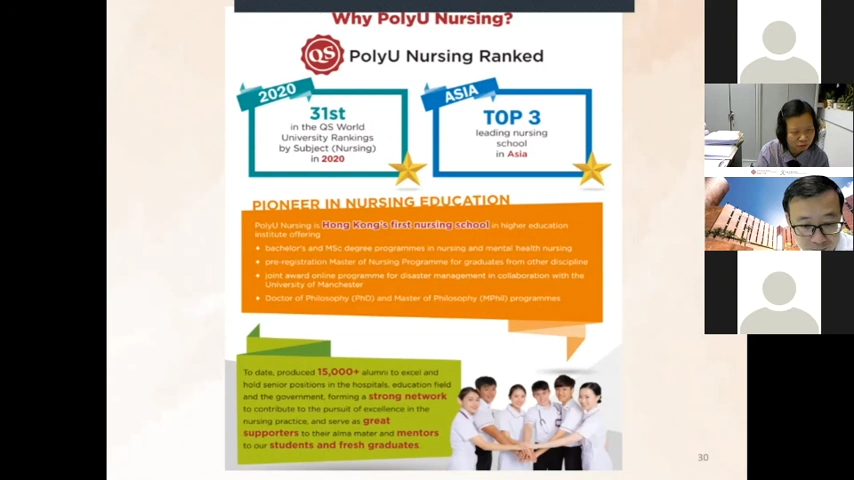 Why PolyU Nursing?
QS
PolyU Nursing Ranked
2020
31st
in the QS World
University Rankings
by Subject (Nursing)
in 2020
ASIA
TOP 3
leading nursing
school
in Asia
PIONEER IN NURSING EDUCATION
PolyU Nursing is Hong Kong's first nursing school in higher education
institute offering
bachelor's and MSc degree programmes in nursing and mental health nursing
pre-registration Master of Nursing Programme for graduates from other discipline
joint award online programme for disaster management in collaboration with the
University of Manchester
Doctor of Philosophy (PhD) and Master of Philosophy (MPhil) programmes
To date, produced 15,000+ alumni to excel and
hold senior positions in the hospitals, education field
and the government, forming a strong network
to contribute to the pursuit of excellence in the
nursing practice, and serve as great
supporters to their alma mater and mentors
to our students and fresh graduates.
30